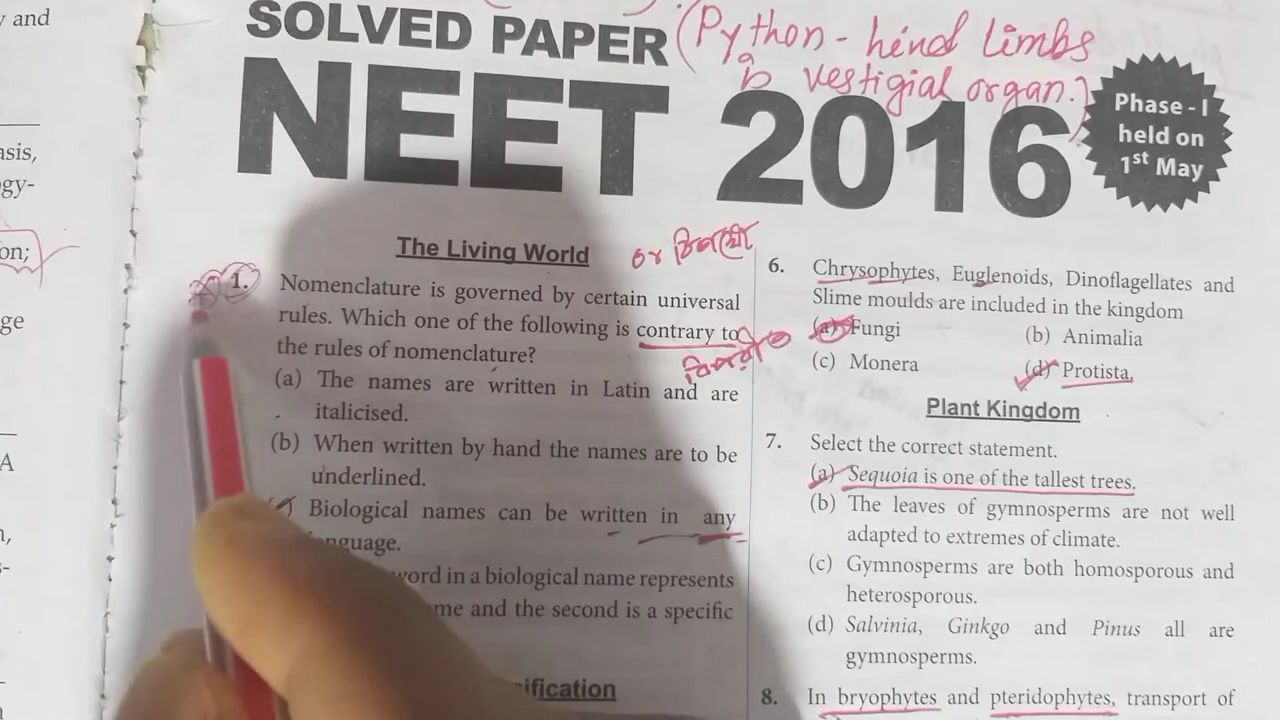 y and
asis,
gy-
on;
ge
A
n,
s-
SOLVED PAPER
(Python - hind limbs
vestigial organ.)
NEET 2016
Phase - I
held on
1st May
The Living World
1. Nomenclature is governed by certain universal
rules. Which one of the following is contrary to
the rules of nomenclature?
(a) The names are written in Latin and are
italicised.
(b) When written by hand the names are to be
underlined.
Biological names can be written in any
nguage.
word in a biological name represents
me and the second is a specific
ification
6. Chrysophytes, Euglenoids, Dinoflagellates and
Slime moulds are included in the kingdom
(a) Fungi (b) Animalia
(c) Monera (d) Protista.
Plant Kingdom
7. Select the correct statement.
(a) Sequoia is one of the tallest trees.
(b) The leaves of gymnosperms are not well
adapted to extremes of climate.
(c) Gymnosperms are both homosporous and
heterosporous.
(d) Salvinia, Ginkgo and Pinus all are
gymnosperms.
8. In bryophytes and pteridophytes, transport of